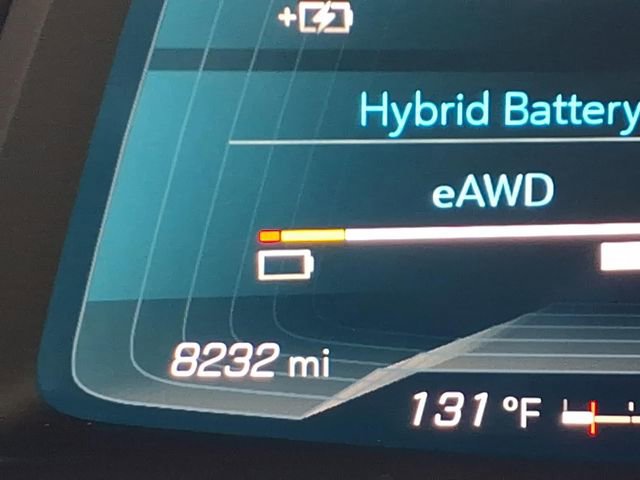 Hybrid Battery
eAWD
8232 mi
131 °F